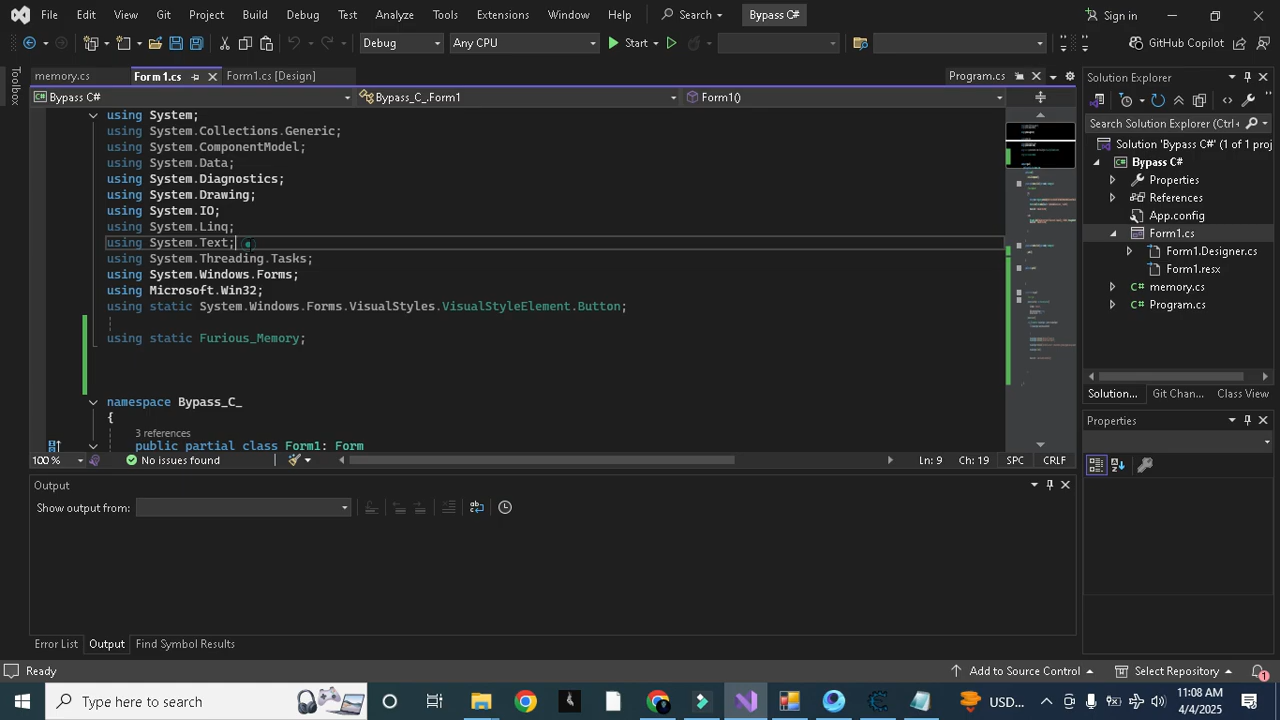 File Edit View Git Project Build Debug Test Analyze Tools Extensions Window Help Search Bypass C# Sign in
Debug Any CPU Start GitHub Copilot
Toolbox
memory.cs Form1.cs Form1.cs [Design] Program.cs
Bypass C# Bypass_C_.Form1 Form1()
using System;
using System.Collections.Generic;
using System.ComponentModel;
using System.Data;
using System.Diagnostics;
using System.Drawing;
using System.IO;
using System.Linq;
using System.Text;
using System.Threading.Tasks;
using System.Windows.Forms;
using Microsoft.Win32;
using static System.Windows.Forms.VisualStyles.VisualStyleElement.Button;
using static Furious_Memory;
namespace Bypass_C_
{
3 references
public partial class Form1: Form
100% No issues found Ln: 9 Ch: 19 SPC CRLF
Output
Show output from:
Error List Output Find Symbol Results
Solution Explorer
Search Solution Explorer (Ctrl+
Solution 'Bypass C#' (1 of 1 proj
Bypass C#
Properties
References
App.config
Form1.cs
Form1.Designer.cs
Form1.resx
memory.cs
Program.cs
Solution... Git Chan... Class View
Properties
Ready Add to Source Control Select Repository 1
Type here to search USD... 11:08 AM
4/4/2025